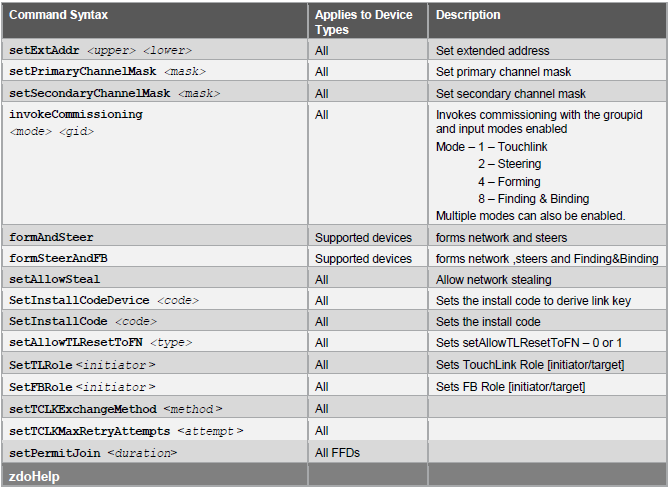 Command Syntax Applies to Device Types Description
setExtAddr <upper> <lower> All Set extended address
setPrimaryChannelMask <mask> All Set primary channel mask
setSecondaryChannelMask <mask> All Set secondary channel mask
invokeCommissioning All Invokes commissioning with the groupid
<mode> <gid> and input modes enabled
Mode – 1 – Touchlink
2 – Steering
4 – Forming
8 – Finding & Binding
Multiple modes can also be enabled.
formAndSteer Supported devices forms network and steers
formSteerAndFB Supported devices forms network ,steers and Finding&Binding
setAllowSteal All Allow network stealing
SetInstallCodeDevice <code> All Sets the install code to derive link key
SetInstallCode <code> All Sets the install code
setAllowTLResetToFN <type> All Sets setAllowTLResetToFN – 0 or 1
SetTLRole <initiator > All Sets TouchLink Role [initiator/target]
SetFBRole <initiator > All Sets FB Role [initiator/target]
setTCLKExchangeMethod <method > All
setTCLKMaxRetryAttempts <attempt > All
setPermitJoin <duration> All FFDs
zdoHelp